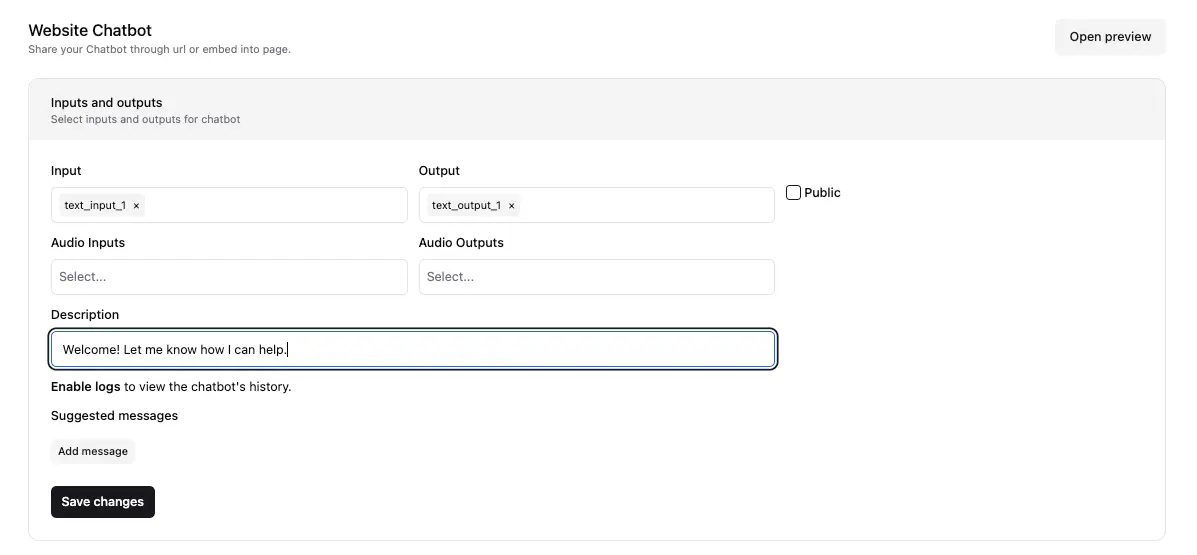 Website Chatbot
Share your Chatbot through url or embed into page.
Open preview
Inputs and outputs
Select inputs and outputs for chatbot
Input
Output
text_input_1 ×
text_output_1 ×
Public
Audio Inputs
Audio Outputs
Select...
Select...
Description
Welcome! Let me know how I can help.
Enable logs to view the chatbot's history.
Suggested messages
Add message
Save changes